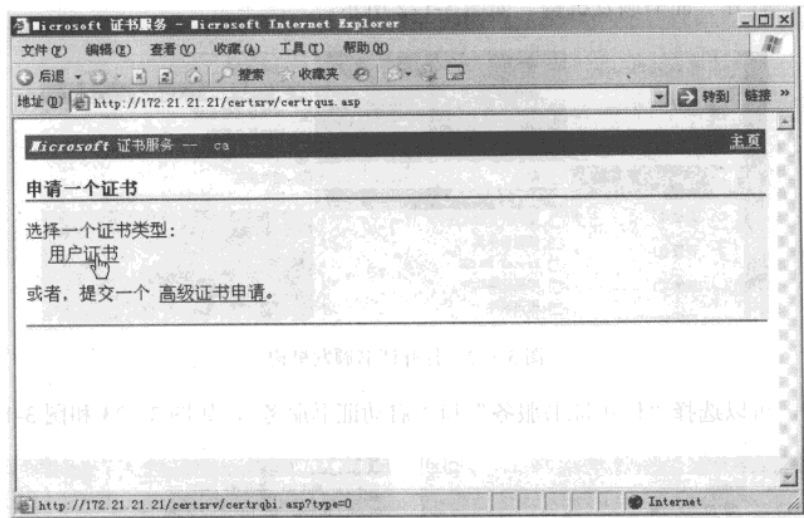 Microsoft 证书服务 - Microsoft Internet Explorer
文件(F) 编辑(E) 查看(V) 收藏(A) 工具(T) 帮助(H)
后退 搜索 收藏夹
地址(D) http://172.21.21.21/certsrv/certrqus.asp 转到 链接 »
Microsoft 证书服务 -- ca 主页
申请一个证书
选择一个证书类型:
用户证书
或者，提交一个 高级证书申请。
http://172.21.21.21/certsrv/certrqbi.asp?type=0 Internet